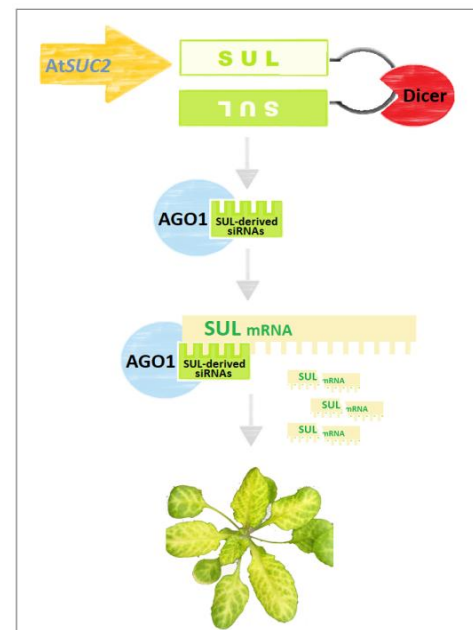 AtSUC2
SUL
SUL
Dicer
AGO1
SUL-derived
siRNAs
SUL mRNA
AGO1
SUL-derived
siRNAs
SUL mRNA
SUL mRNA
SUL mRNA